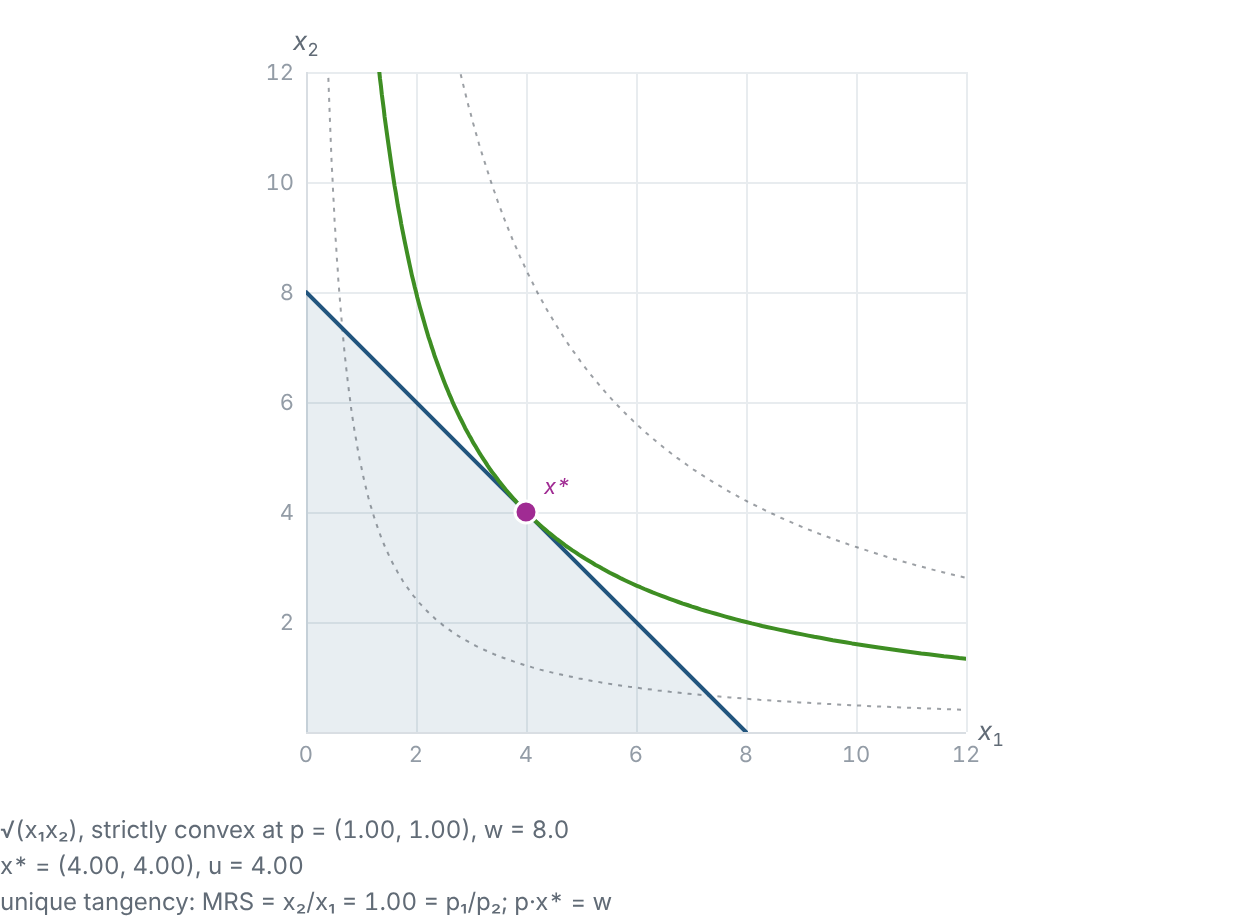 x₂
12
10
8
6
4
2
x*
0 2 4 6 8 10 12
x₁
√(x₁x₂), strictly convex at p = (1.00, 1.00), w = 8.0
x* = (4.00, 4.00), u = 4.00
unique tangency: MRS = x₂/x₁ = 1.00 = p₁/p₂; p·x* = w